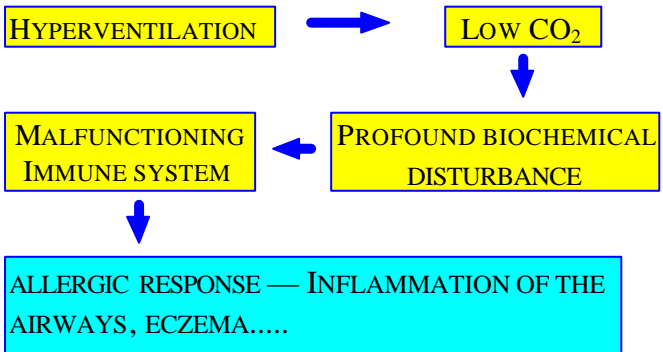 HYPERVENTILATION
LOW CO₂
PROFOUND BIOCHEMICAL
DISTURBANCE
MALFUNCTIONING
IMMUNE SYSTEM
ALLERGIC RESPONSE — INFLAMMATION OF THE
AIRWAYS, ECZEMA.....